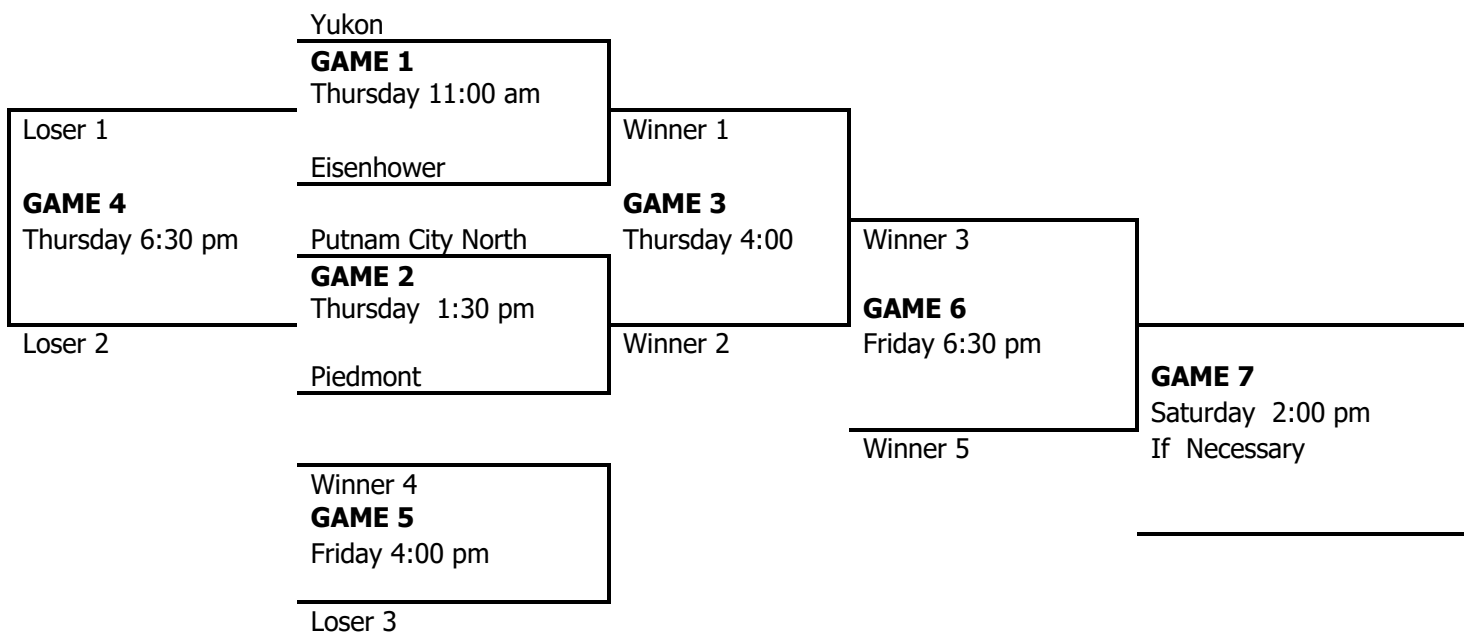 Yukon
GAME 1
Thursday 11:00 am
Eisenhower
Loser 1
GAME 4
Thursday 6:30 pm
Loser 2
Putnam City North
GAME 2
Thursday  1:30 pm
Piedmont
Winner 4
GAME 5
Friday 4:00 pm
Loser 3
Winner 1
GAME 3
Thursday 4:00
Winner 2
Winner 3
GAME 6
Friday 6:30 pm
Winner 5
GAME 7
Saturday  2:00 pm
If  Necessary